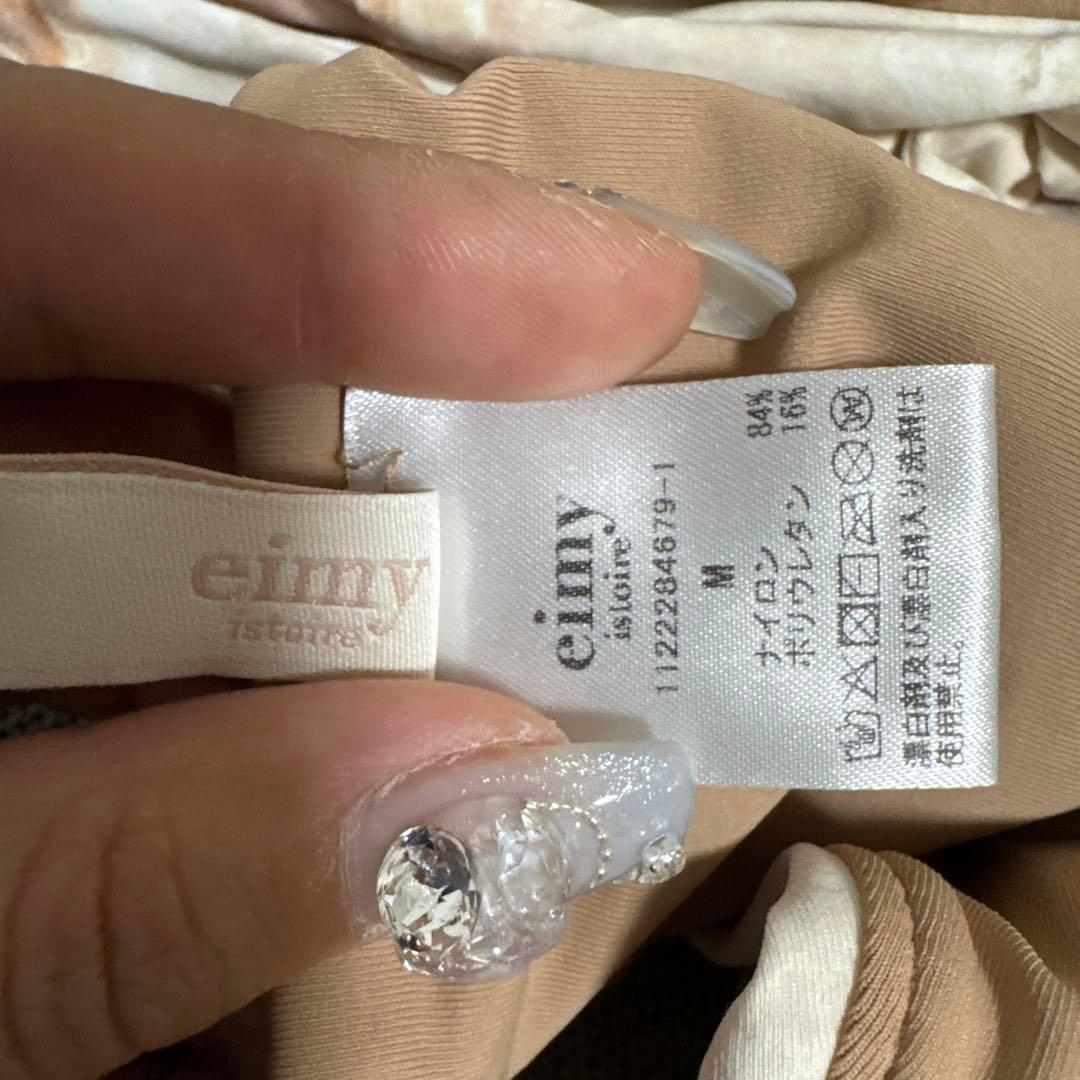 eimy
istoire
eimy
istoire
1122284679-1
M
ナイロン 84%
ポリウレタン 16%
漂白剤及び漂白剤入り洗剤は
使用禁止。